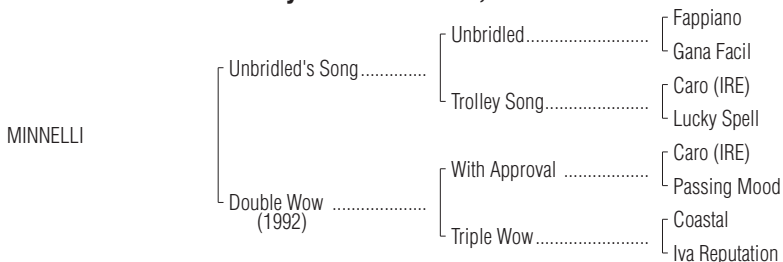 Fappiano
Unbridled..............................
Gana Facil
Unbridled's Song..............
Caro (IRE)
Trolley Song.........................
Lucky Spell
MINNELLI
Caro (IRE)
With Approval ....................
Passing Mood
Double Wow ......................
(1992)
Coastal
Triple Wow...........................
Iva Reputation